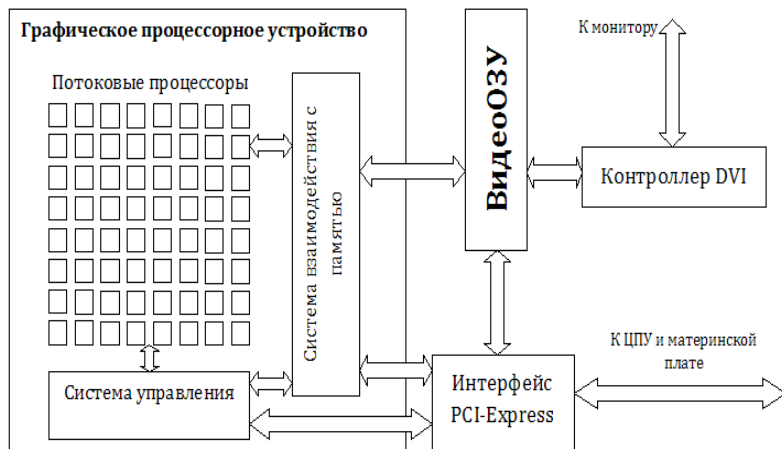 Графическое процессорное устройство
Потоковые процессоры
Система взаимодействия с
памятью
Система управления
ВидеоОЗУ
К монитору
Контроллер DVI
Интерфейс
PCI-Express
К ЦПУ и материнской
плате